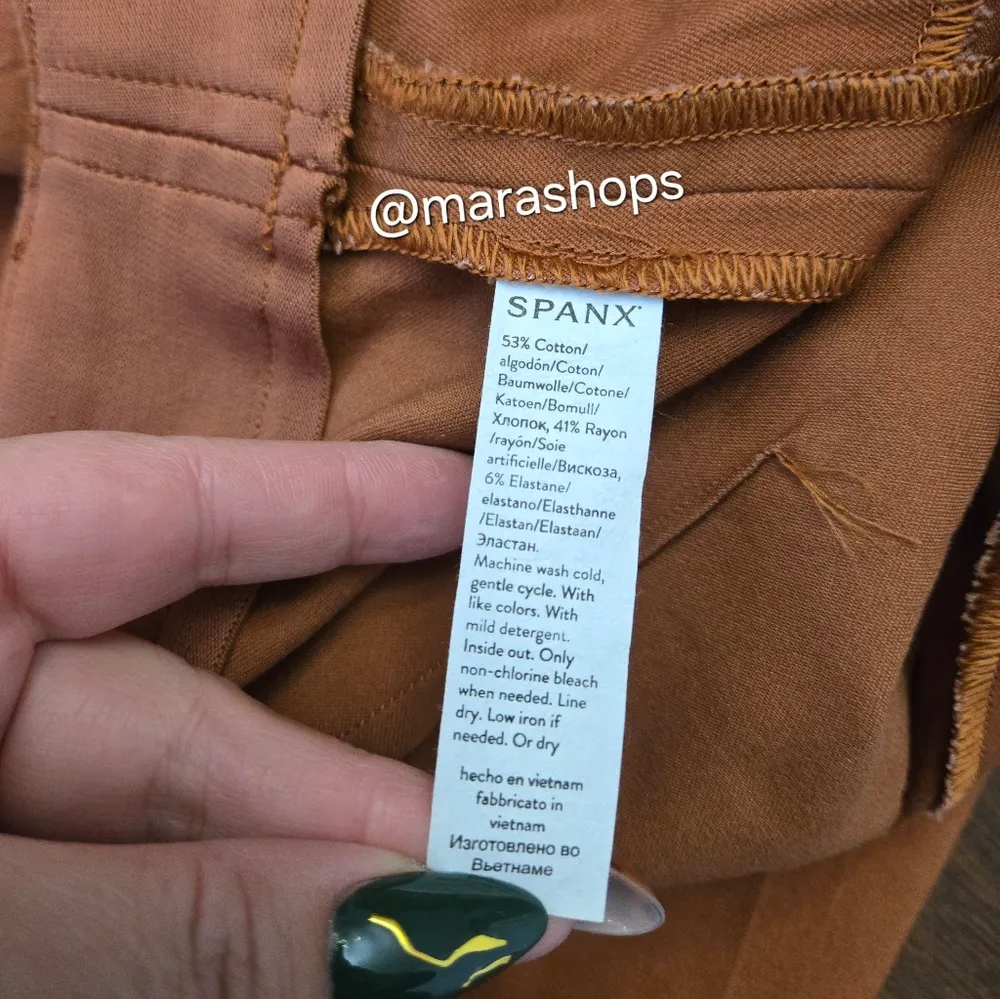 @marashops
SPANX
53% Cotton/
algodón/Coton/
Baumwolle/Cotone/
Katoen/Bomull/
Хлопок, 41% Rayon
/rayón/Soie
artificielle/Вискоза,
6% Elastane/
elastano/Elasthanne
/Elastan/Elastaan/
Эластан.
Machine wash cold,
gentle cycle. With
like colors. With
mild detergent.
Inside out. Only
non-chlorine bleach
when needed. Line
dry. Low iron if
needed. Or dry
hecho en vietnam
fabbricato in
vietnam
Изготовлено во
Вьетнаме